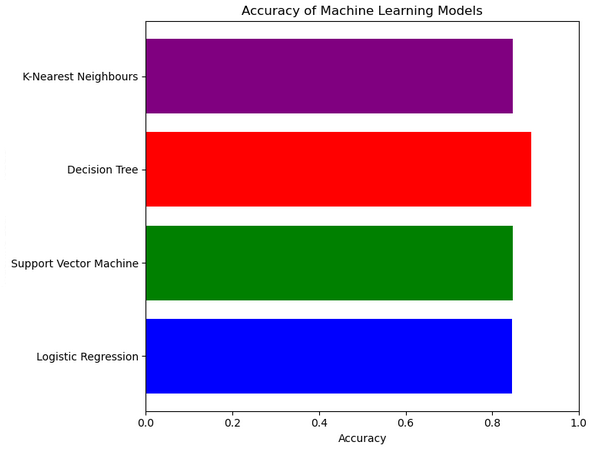 Accuracy of Machine Learning Models
K-Nearest Neighbours
Decision Tree
Support Vector Machine
Logistic Regression
0.0 0.2 0.4 0.6 0.8 1.0
Accuracy